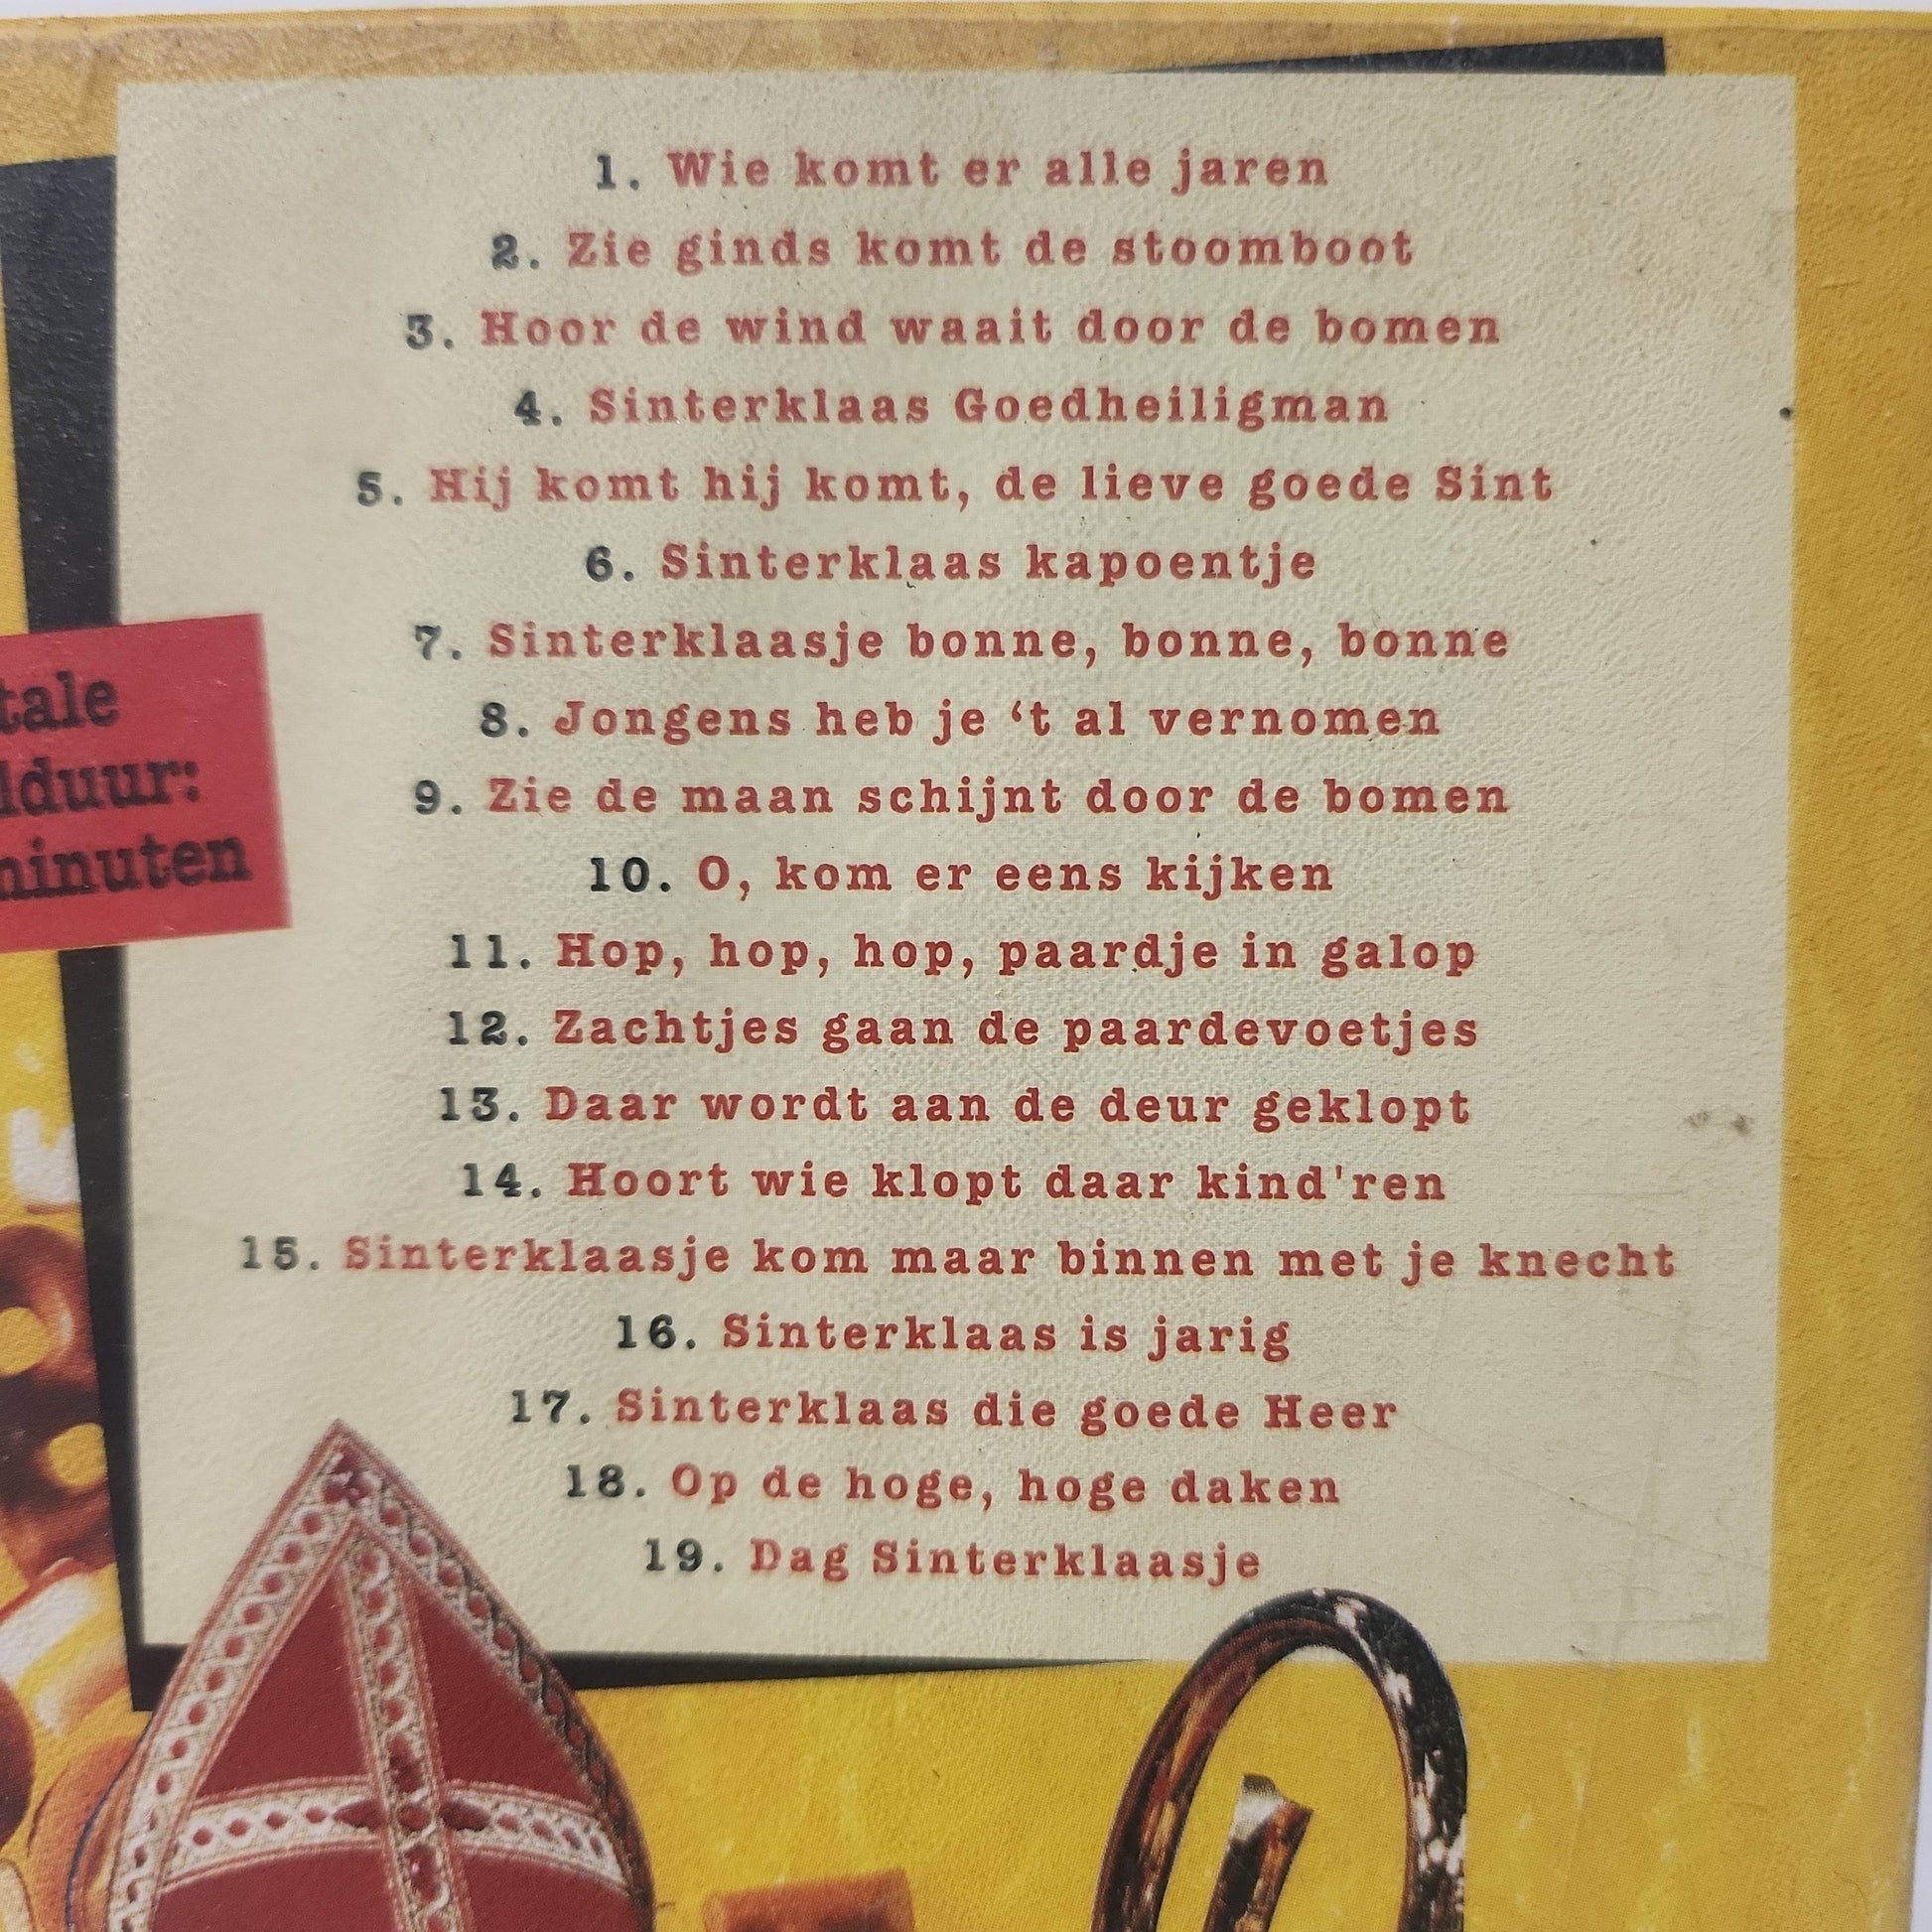 1. Wie komt er alle jaren
2. Zie ginds komt de stoomboot
3. Hoor de wind waait door de bomen
4. Sinterklaas Goedheiligman
5. Hij komt hij komt, de lieve goede Sint
6. Sinterklaas kapoentje
7. Sinterklaasje bonne, bonne, bonne
8. Jongens heb je ‘t al vernomen
9. Zie de maan schijnt door de bomen
10. O, kom er eens kijken
11. Hop, hop, hop, paardje in galop
12. Zachtjes gaan de paardevoetjes
13. Daar wordt aan de deur geklopt
14. Hoort wie klopt daar kind'ren
15. Sinterklaasje kom maar binnen met je knecht
16. Sinterklaas is jarig
17. Sinterklaas die goede Heer
18. Op de hoge, hoge daken
19. Dag Sinterklaasje
tale
lduur:
minuten